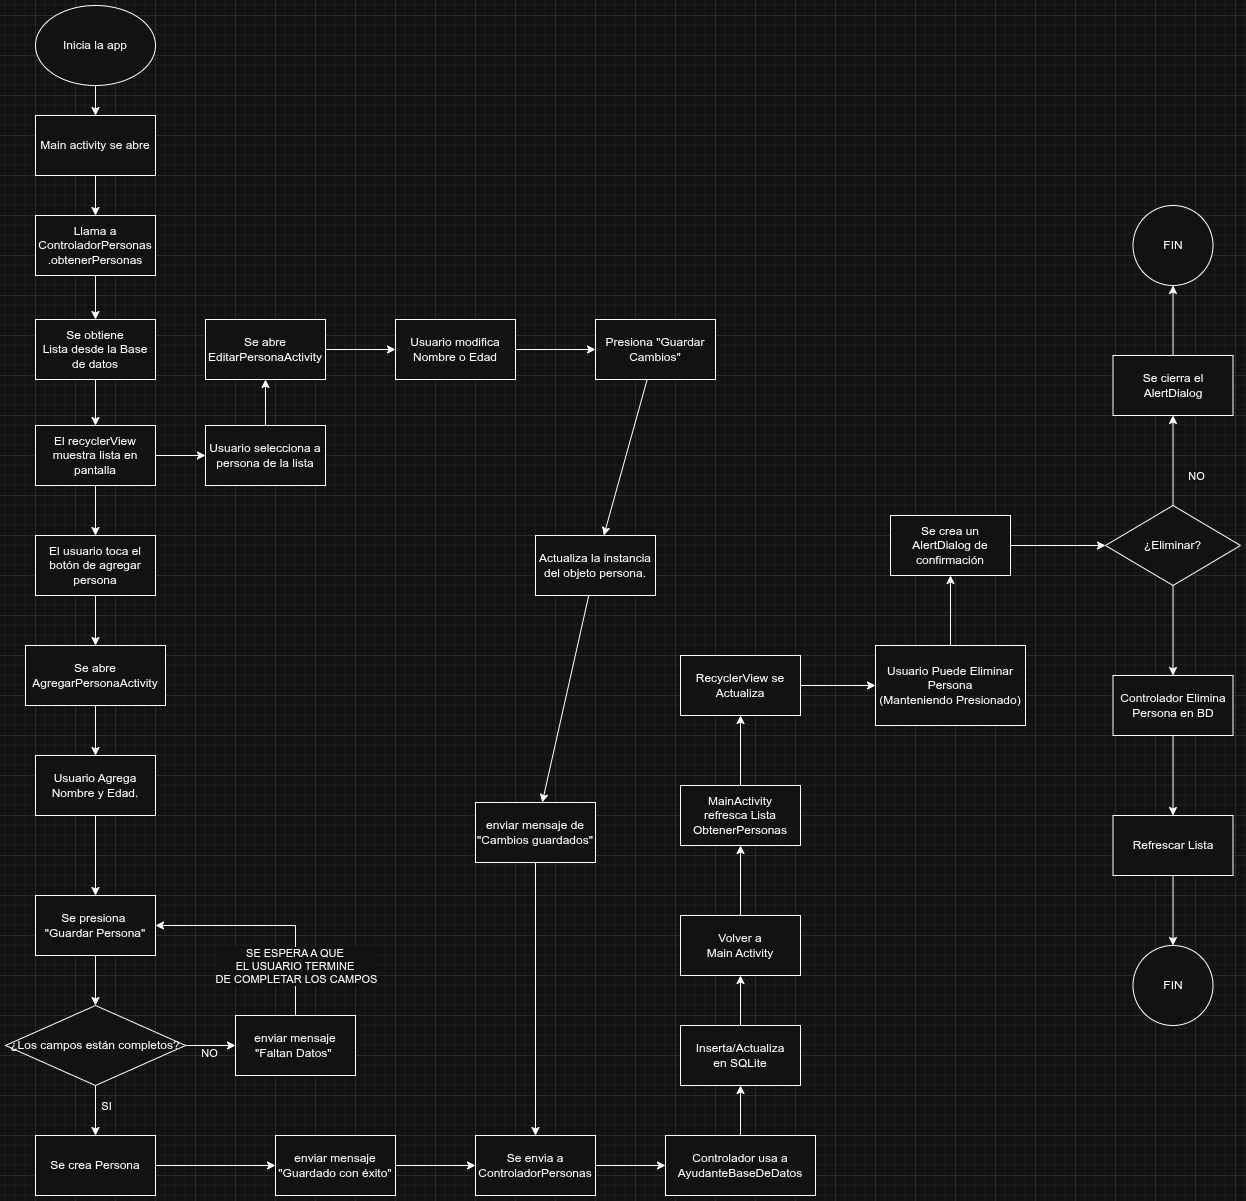 Inicia la app
Main activity se abre
Llama a
ControladorPersonas
.obtenerPersonas
Se obtiene
Lista desde la Base
de datos
El recyclerView
muestra lista en
pantalla
El usuario toca el
botón de agregar
persona
Se abre
AgregarPersonaActivity
Usuario Agrega
Nombre y Edad.
Se presiona
"Guardar Persona"
¿Los campos están completos?
NO
enviar mensaje
"Faltan Datos"
SE ESPERA A QUE
EL USUARIO TERMINE
DE COMPLETAR LOS CAMPOS
SI
Se crea Persona
enviar mensaje
"Guardado con éxito"
Usuario selecciona a
persona de la lista
Se abre
EditarPersonaActivity
Usuario modifica
Nombre o Edad
Presiona "Guardar
Cambios"
Actualiza la instancia
del objeto persona.
enviar mensaje de
"Cambios guardados"
Se envia a
ControladorPersonas
Controlador usa a
AyudanteBaseDeDatos
Inserta/Actualiza
en SQLite
Volver a
Main Activity
MainActivity
refresca Lista
ObtenerPersonas
RecyclerView se
Actualiza
Usuario Puede Eliminar
Persona
(Manteniendo Presionado)
Se crea un
AlertDialog de
confirmación
¿Eliminar?
NO
Se cierra el
AlertDialog
FIN
Controlador Elimina
Persona en BD
Refrescar Lista
FIN